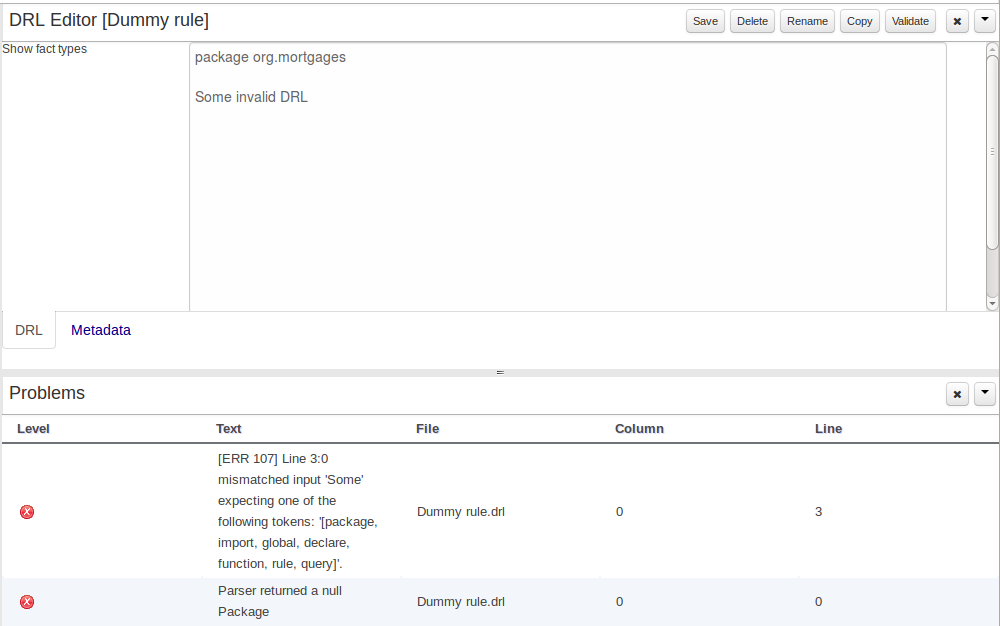 DRL Editor [Dummy rule]
Save Delete Rename Copy Validate
Show fact types
package org.mortgages
Some invalid DRL
DRL Metadata
Problems
Level Text File Column Line
[ERR 107] Line 3:0
mismatched input 'Some'
expecting one of the
following tokens: '[package,
import, global, declare,
function, rule, query]'.
Dummy rule.drl 0 3
Parser returned a null
Package
Dummy rule.drl 0 0